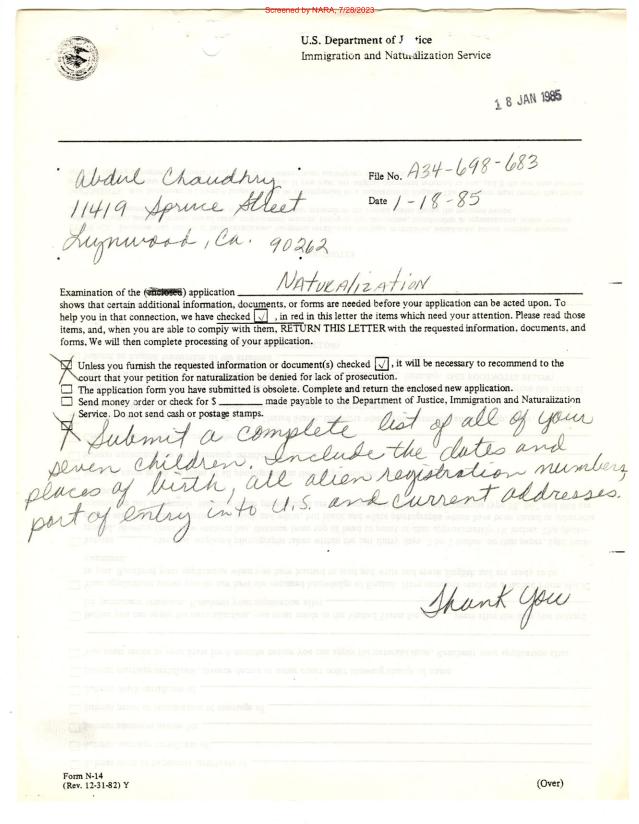 Screened by NARA, 7/28/2023
U.S. Department of Justice
Immigration and Naturalization Service
18 JAN 1985
Abdul Chaudhry
File No. A34-698-683
11419 Spruce Street
Date 1-18-85
Lynwood, Ca. 90262
Examination of the (enclosed) application Naturalization
shows that certain additional information, documents, or forms are needed before your application can be acted upon. To
help you in that connection, we have checked ☑ , in red in this letter the items which need your attention. Please read those
items, and, when you are able to comply with them, RETURN THIS LETTER with the requested information, documents, and
forms, We will then complete processing of your application.
☑ Unless you furnish the requested information or document(s) checked ☑ , it will be necessary to recommend to the
court that your petition for naturalization be denied for lack of prosecution.
☐ The application form you have submitted is obsolete. Complete and return the enclosed new application.
☐ Send money order or check for $ ______ made payable to the Department of Justice, Immigration and Naturalization
Service. Do not send cash or postage stamps.
☑ Submit a complete list of all of your
seven children. Include the dates and
places of birth, all alien registration numbers,
port of entry into U.S. and current addresses.
Thank You
Form N-14
(Rev. 12-31-82) Y
(Over)